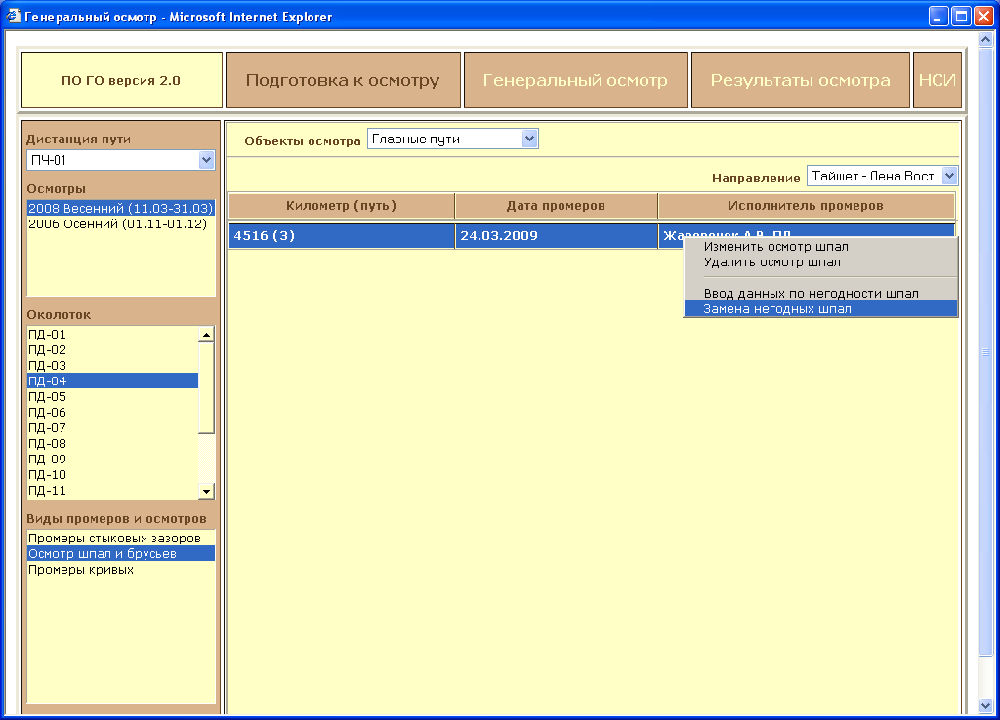 Генеральный осмотр - Microsoft Internet Explorer
ПО ГО версия 2.0
Подготовка к осмотру
Генеральный осмотр
Результаты осмотра
НСИ
Дистанция пути
ПЧ-01
Осмотры
2008 Весенний (11.03-31.03)
2006 Осенний (01.11-01.12)
Околоток
ПД-01
ПД-02
ПД-03
ПД-04
ПД-05
ПД-06
ПД-07
ПД-08
ПД-09
ПД-10
ПД-11
Виды промеров и осмотров
Промеры стыковых зазоров
Осмотр шпал и брусьев
Промеры кривых
Объекты осмотра Главные пути
Направление Тайшет - Лена Вост.
Километр (путь) Дата промеров Исполнитель промеров
4516 (3) 24.03.2009
Изменить осмотр шпал
Удалить осмотр шпал
Ввод данных по негодности шпал
Замена негодных шпал